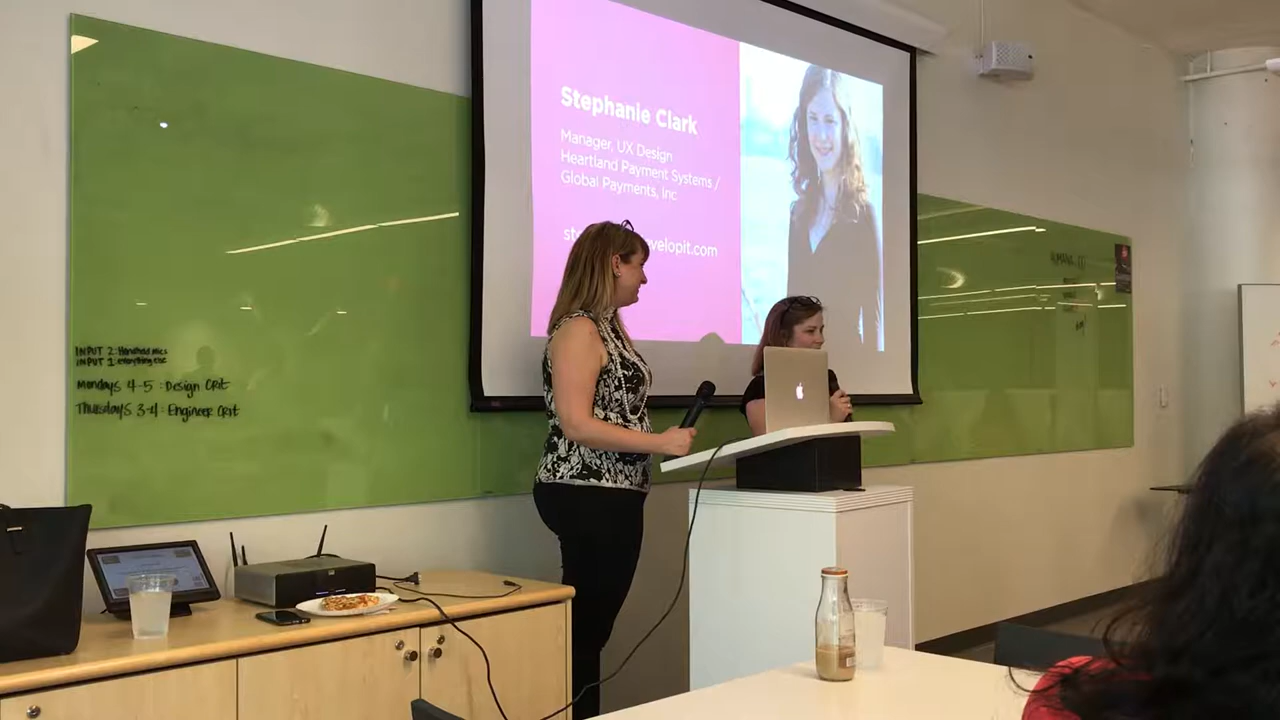 Stephanie Clark
Manager, UX Design
Heartland Payment Systems /
Global Payments, Inc
INPUT 2: Handheld mics
INPUT 1: everything else
Mondays 4-5 : Design Crit
Thursdays 3-4 : Engineer Crit